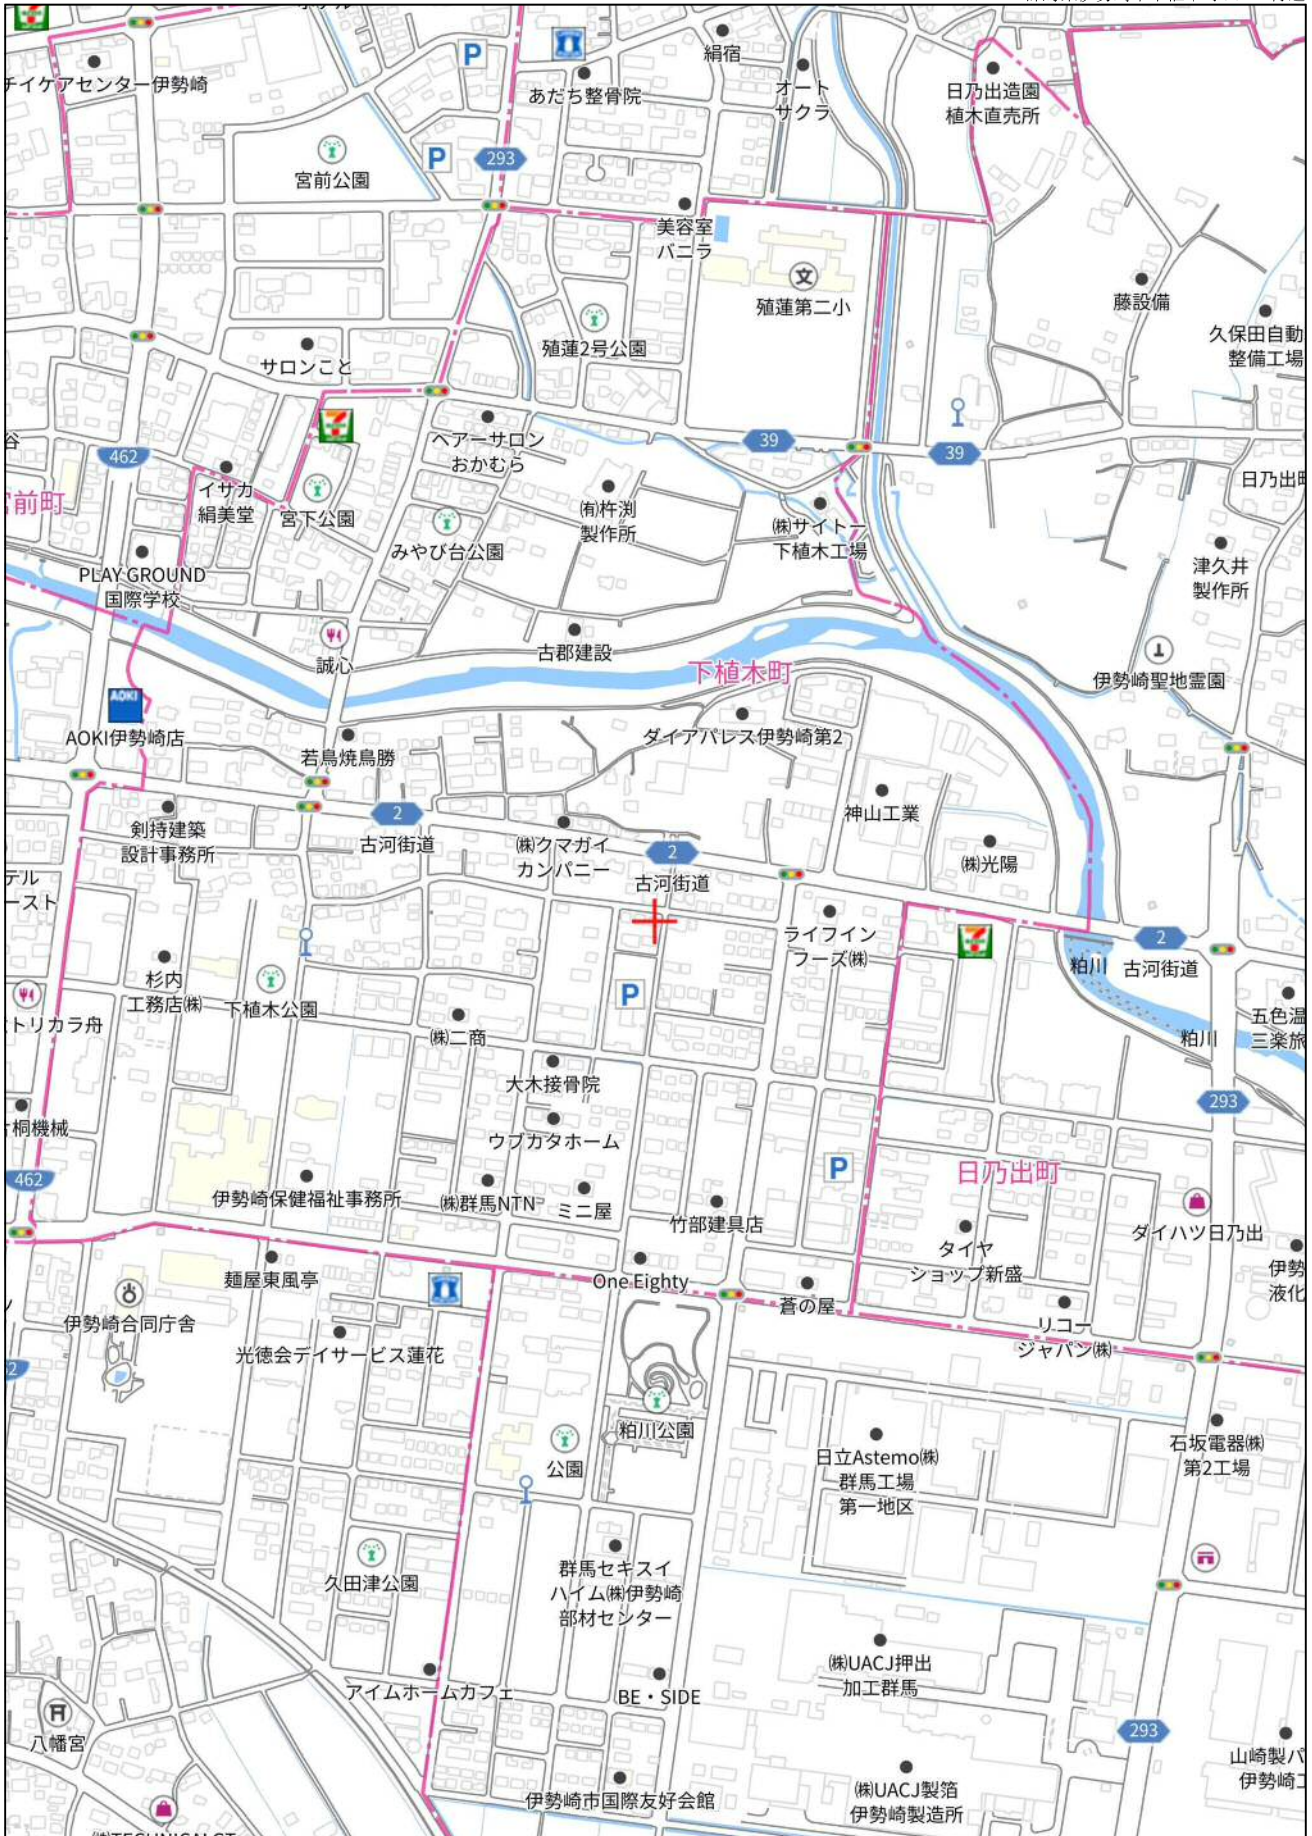 絹宿
オート
サクラ
日乃出造園
植木直売所
チイケアセンター伊勢崎
P
あだち整骨院
宮前公園
P
293
美容室
バニラ
文
殖蓮第二小
藤設備
殖蓮2号公園
久保田自動
整備工場
サロンこと
ヘアーサロン
おかむら
39
39
谷
462
イサカ
絹美堂
宮下公園
宮前町
㈲杵渕
製作所
㈱サイトー
下植木工場
日乃出町
みやび台公園
津久井
製作所
PLAY GROUND
国際学校
誠心
古郡建設
下植木町
伊勢崎聖地霊園
AOKI
AOKI伊勢崎店
若鳥焼鳥勝
ダイアパレス伊勢崎第2
神山工業
剣持建築
設計事務所
2
古河街道
㈱クマガイ
カンパニー
2
古河街道
㈱光陽
テル
ースト
ライフイン
フーズ㈱
2
古河街道
粕川
杉内
工務店㈱
下植木公園
P
㈱二商
トリカラ舟
粕川
五色温
三楽旅
大木接骨院
293
片桐機械
ウブカタホーム
462
伊勢崎保健福祉事務所
㈱群馬NTN
ミニ屋
竹部建具店
P
日乃出町
ダイハツ日乃出
タイヤ
ショップ新盛
麺屋東風亭
One Eighty
蒼の屋
伊勢
液化
伊勢崎合同庁舎
光徳会デイサービス蓮花
リコー
ジャパン㈱
2
粕川公園
公園
日立Astemo㈱
群馬工場
第一地区
石坂電器㈱
第2工場
久田津公園
群馬セキスイ
ハイム㈱伊勢崎
部材センター
アイムホームカフェ
BE・SIDE
㈱UACJ押出
加工群馬
八幡宮
293
山崎製パ
伊勢崎工
伊勢崎市国際友好会館
㈱UACJ製箔
伊勢崎製造所